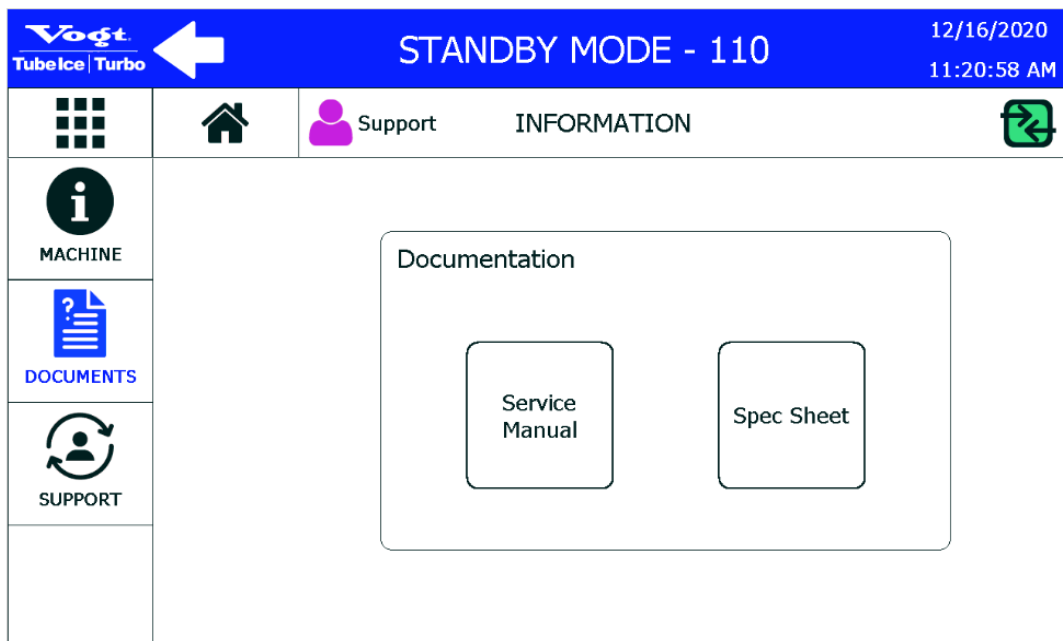 Vogt.
Tube Ice | Turbo
STANDBY MODE - 110
12/16/2020
11:20:58 AM
Support
INFORMATION
MACHINE
DOCUMENTS
SUPPORT
Documentation
Service
Manual
Spec Sheet